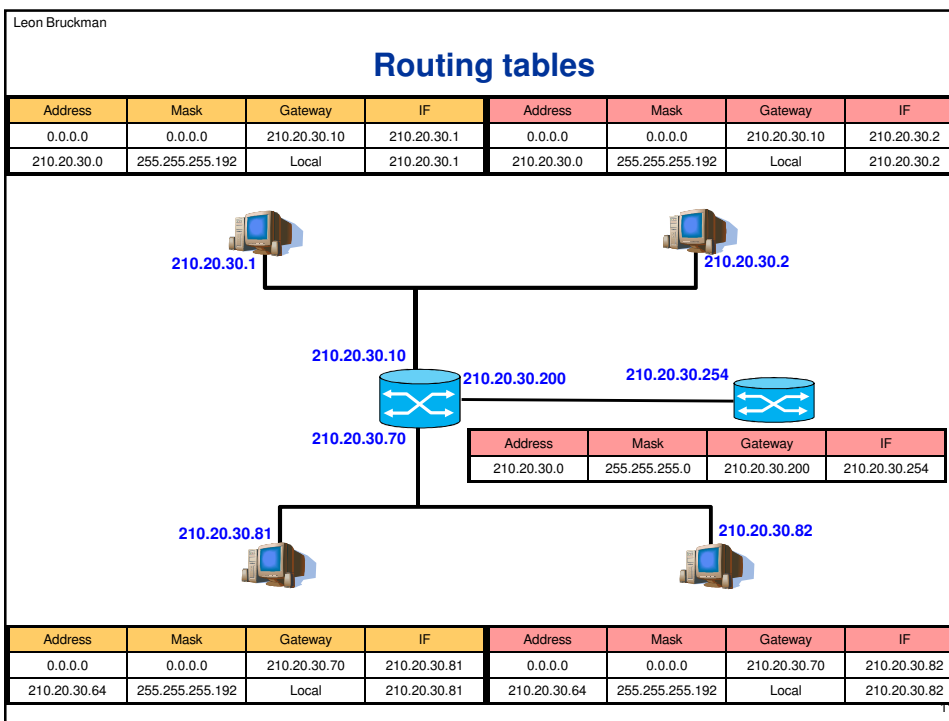 Leon Bruckman
Routing tables
Address Mask Gateway IF Address Mask Gateway IF
0.0.0.0 0.0.0.0 210.20.30.10 210.20.30.1 0.0.0.0 0.0.0.0 210.20.30.10 210.20.30.2
210.20.30.0 255.255.255.192 Local 210.20.30.1 210.20.30.0 255.255.255.192 Local 210.20.30.2
210.20.30.1 210.20.30.2
210.20.30.10
210.20.30.200 210.20.30.254
210.20.30.70
Address Mask Gateway IF
210.20.30.0 255.255.255.0 210.20.30.200 210.20.30.254
210.20.30.81 210.20.30.82
Address Mask Gateway IF Address Mask Gateway IF
0.0.0.0 0.0.0.0 210.20.30.70 210.20.30.81 0.0.0.0 0.0.0.0 210.20.30.70 210.20.30.82
210.20.30.64 255.255.255.192 Local 210.20.30.81 210.20.30.64 255.255.255.192 Local 210.20.30.82